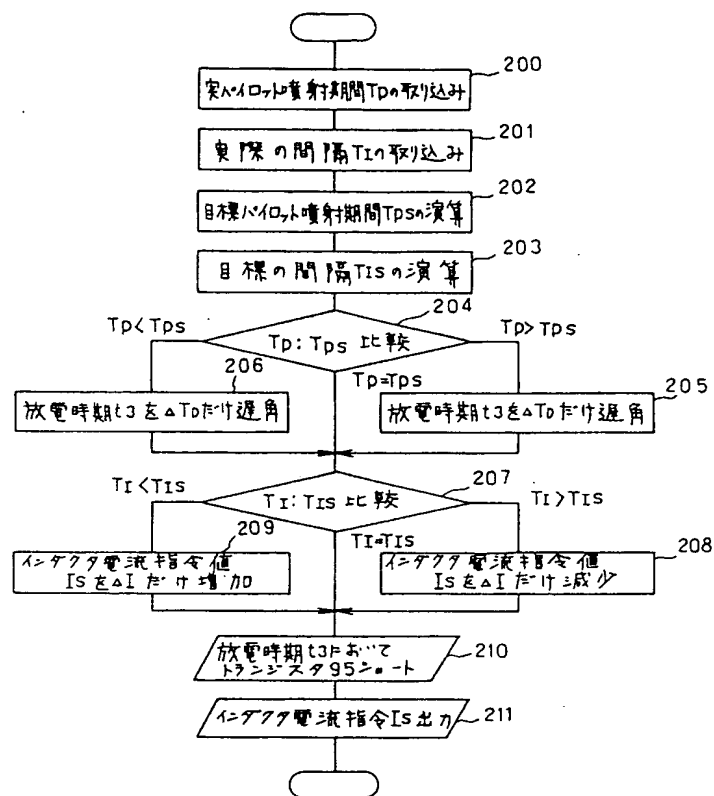 200
実パイロット噴射期間TPの取り込み
201
実際の間隔TIの取り込み
202
目標パイロット噴射期間TPSの演算
203
目標の間隔TISの演算
204
TP<TPS
TP:TPS 比較
TP>TPS
TP=TPS
206
放電時期t3をΔTPだけ遅角
205
放電時期t3をΔTPだけ遅角
207
TI<TIS
TI:TIS 比較
TI>TIS
TI=TIS
209
インダクタ電流指令値
ISをΔIだけ増加
208
インダクタ電流指令値
ISをΔIだけ減少
210
放電時期t3において
トランジスタ95ショート
インダクタ電流指令IS出力
211